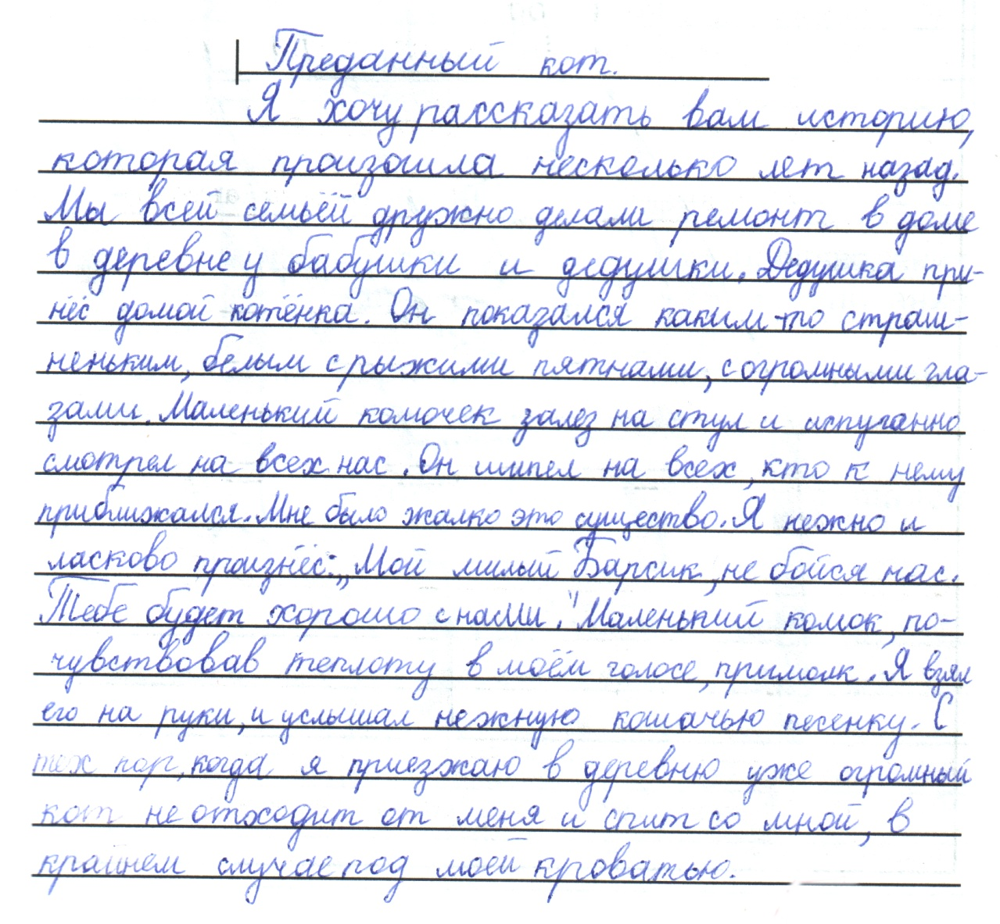 Преданный кот.
Я хочу рассказать вам историю,
которая произошла несколько лет назад.
Мы всей семьёй дружно делали ремонт в доме
в деревне у бабушки и дедушки. Дедушка при-
нёс домой котёнка. Он показался каким-то страш-
неньким, белым с рыжими пятнами, с огромными гла-
зами. Маленький комочек залез на стул и испуганно
смотрел на всех нас. Он шипел на всех, кто к нему
приближался. Мне было жалко это существо. Я нежно и
ласково произнёс: „Мой милый Барсик, не бойся нас.
Тебе будет хорошо с нами." Маленький комок, по-
чувствовав теплоту в моём голосе, примолк. Я взял
его на руки, и услышал нежную кошачью песенку. С
тех пор, когда я приезжаю в деревню уже огромный
кот не отходит от меня и спит со мной, в
крайнем случае под моей кроватью.